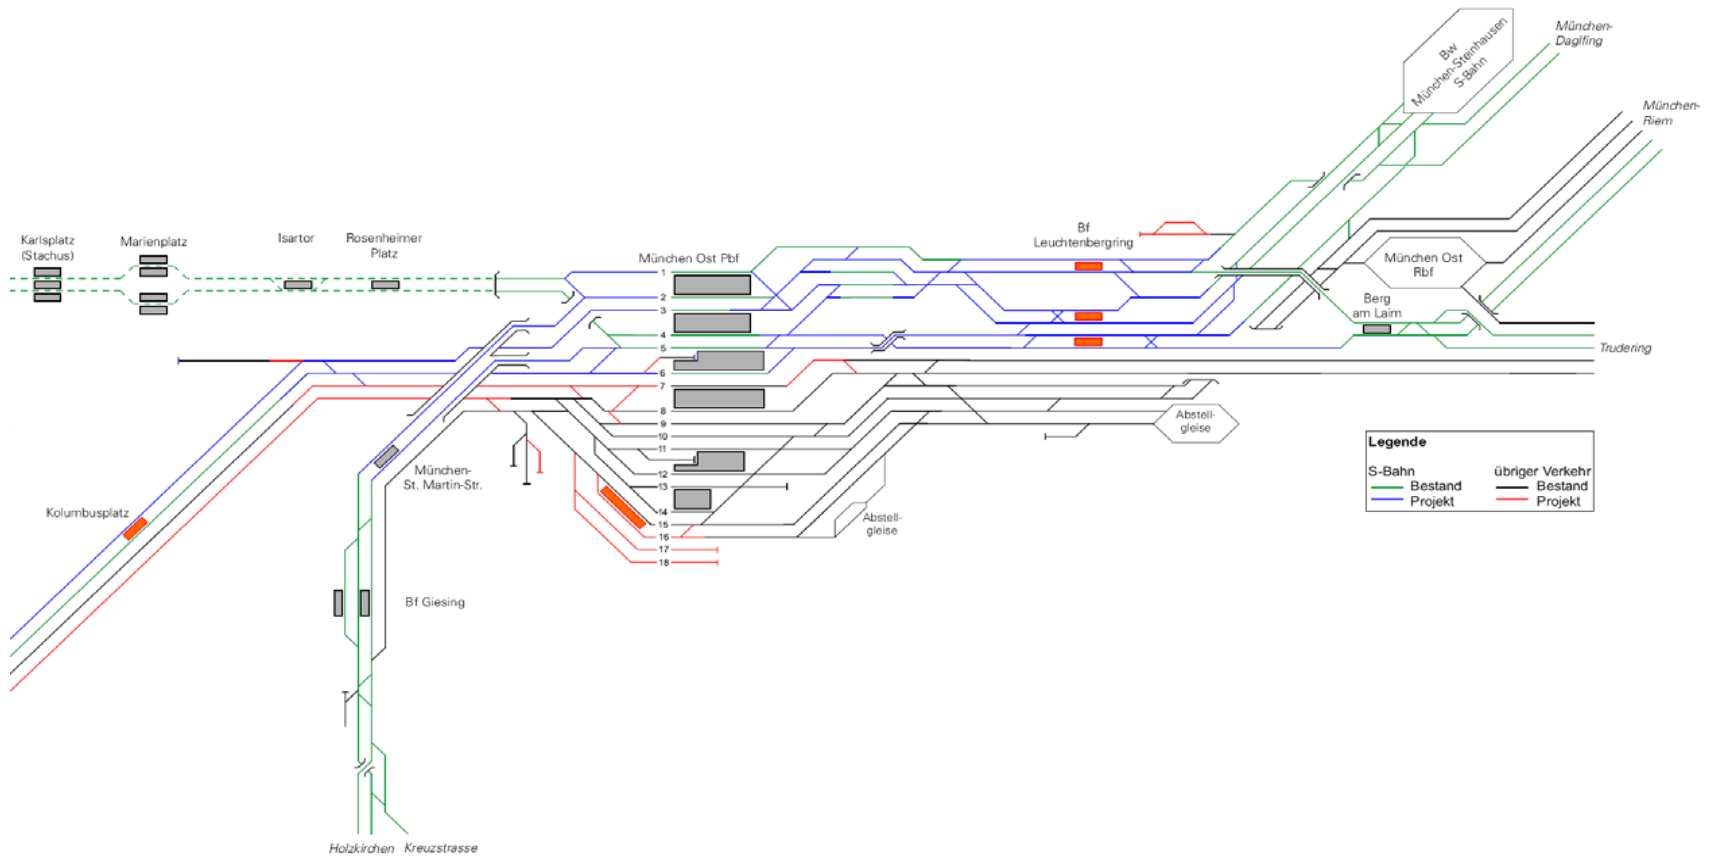 Bw
München-Steinhausen
S-Bahn
München-
Daglfing
München-
Riem
Karlsplatz
(Stachus)
Marienplatz
Isartor
Rosenheimer
Platz
München Ost Pbf
Bf
Leuchtenbergring
München Ost
Rbf
Berg
am Laim
Trudering
1
2
3
4
5
6
7
8
9
10
11
12
13
14
15
16
17
18
Abstell-
gleise
Abstell-
gleise
München-
St. Martin-Str.
Kolumbusplatz
Bf Giesing
Holzkirchen
Kreuzstrasse
Legende
S-Bahn
übriger Verkehr
Bestand
Bestand
Projekt
Projekt